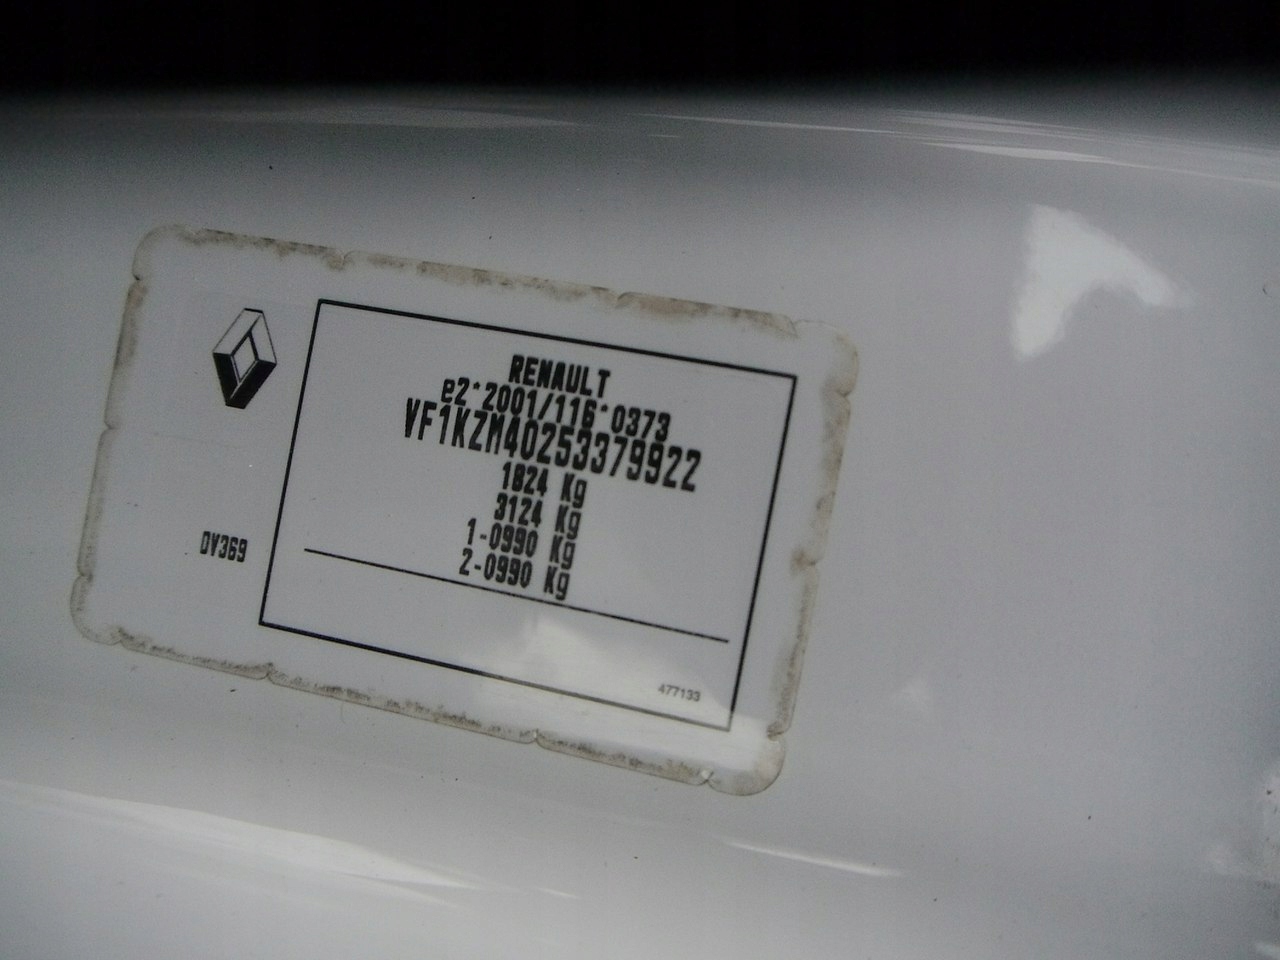 RENAULT
e2*2001/116*0373
VF1KZM40253379922
1824 Kg
3124 Kg
1-0990 Kg
2-0990 Kg
DV369
477133